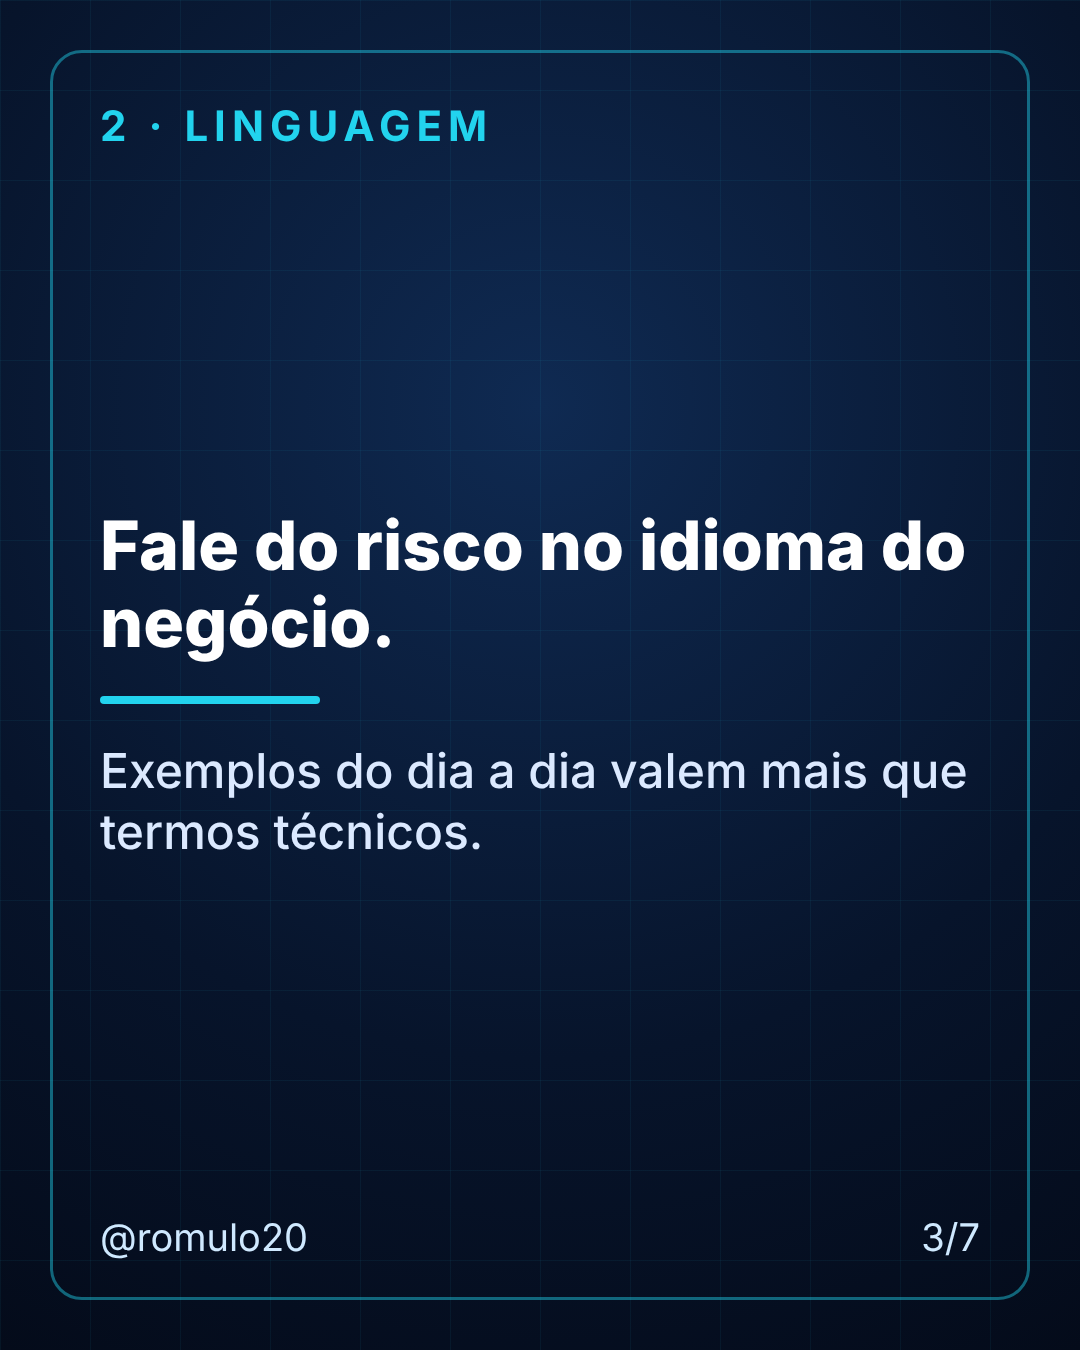 2 · LINGUAGEM
Fale do risco no idioma do
negócio.
Exemplos do dia a dia valem mais que
termos técnicos.
@romulo20
3/7